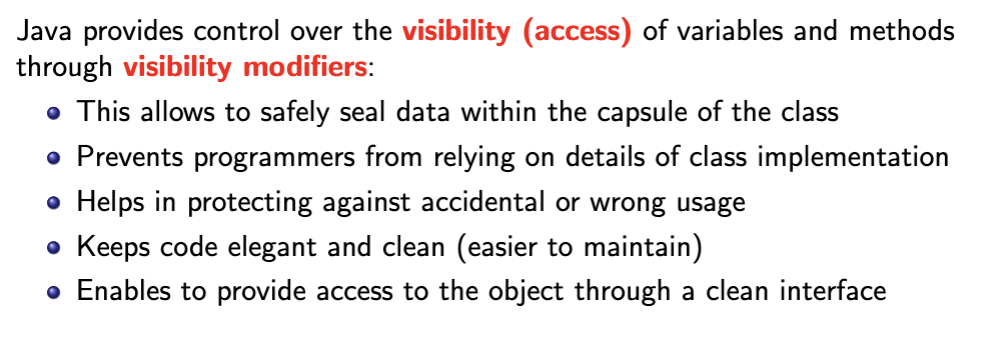 Java provides control over the visibility (access) of variables and methods
through visibility modifiers:
This allows to safely seal data within the capsule of the class
Prevents programmers from relying on details of class implementation
Helps in protecting against accidental or wrong usage
Keeps code elegant and clean (easier to maintain)
Enables to provide access to the object through a clean interface